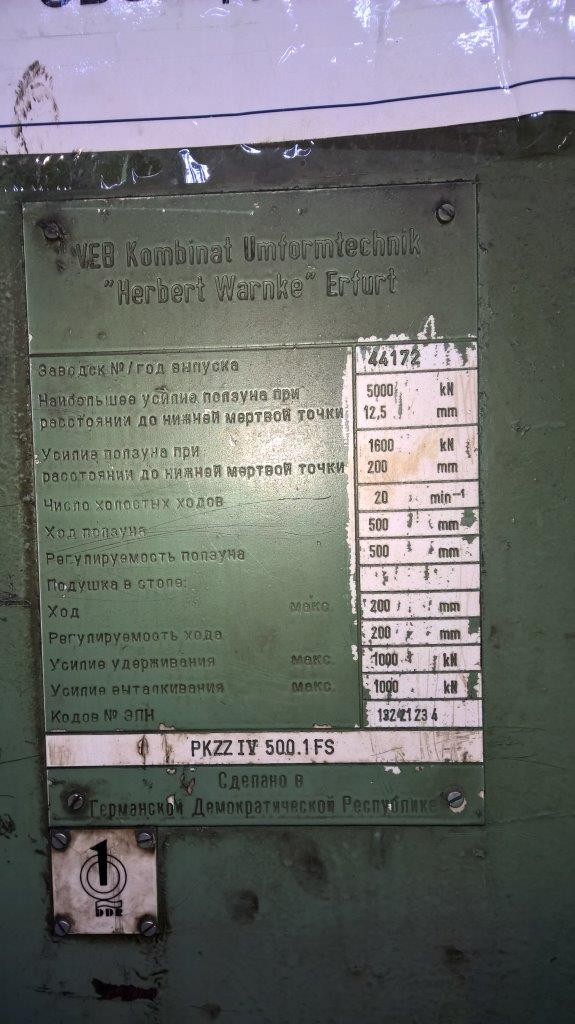 VEB Kombinat Umformtechnik
"Herbert Warnke" Erfurt
Заводск №/год выпуска 44172
Наибольшее усилие ползуна при 5000 kN
расстоянии до нижней мертвой точки 12,5 mm
Усилие ползуна при 1600 kN
расстоянии до нижней мертвой точки 200 mm
Число холостых ходов 20 min⁻¹
Ход ползуна 500 mm
Регулируемость ползуна 500 mm
Подушка в столе:
Ход макс. 200 mm
Регулируемость хода 200 mm
Усилие удерживания макс. 1000 kN
Усилие выталкивания макс. 1000 kN
Кодов № ЭПН 132 21 23 4
PKZZ IV 500.1 FS
Сделано в
Германской Демократической Республике
1
DDR